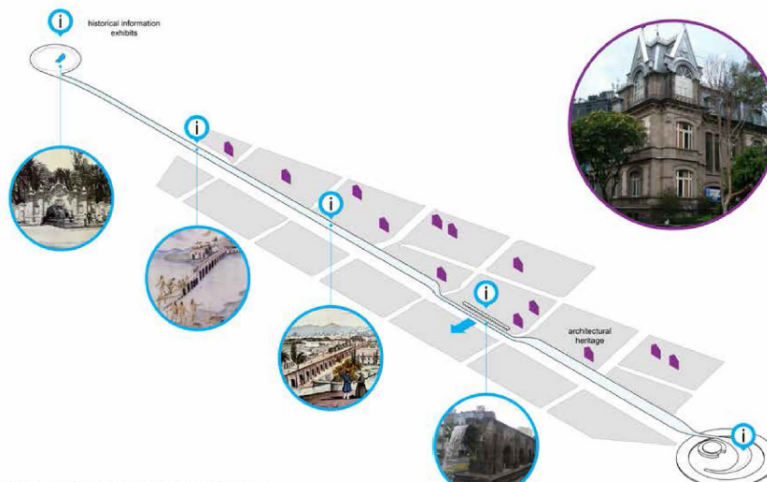 i
historical information
exhibits
i
i
i
architectural
heritage
i